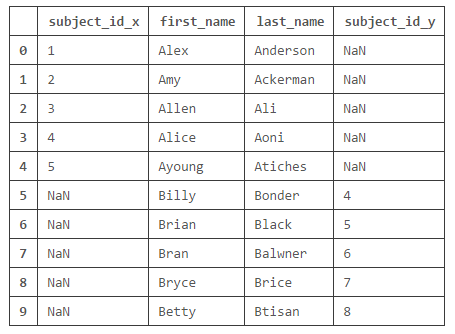 subject_id_x first_name last_name subject_id_y
0 1 Alex Anderson NaN
1 2 Amy Ackerman NaN
2 3 Allen Ali NaN
3 4 Alice Aoni NaN
4 5 Ayoung Atiches NaN
5 NaN Billy Bonder 4
6 NaN Brian Black 5
7 NaN Bran Balwner 6
8 NaN Bryce Brice 7
9 NaN Betty Btisan 8